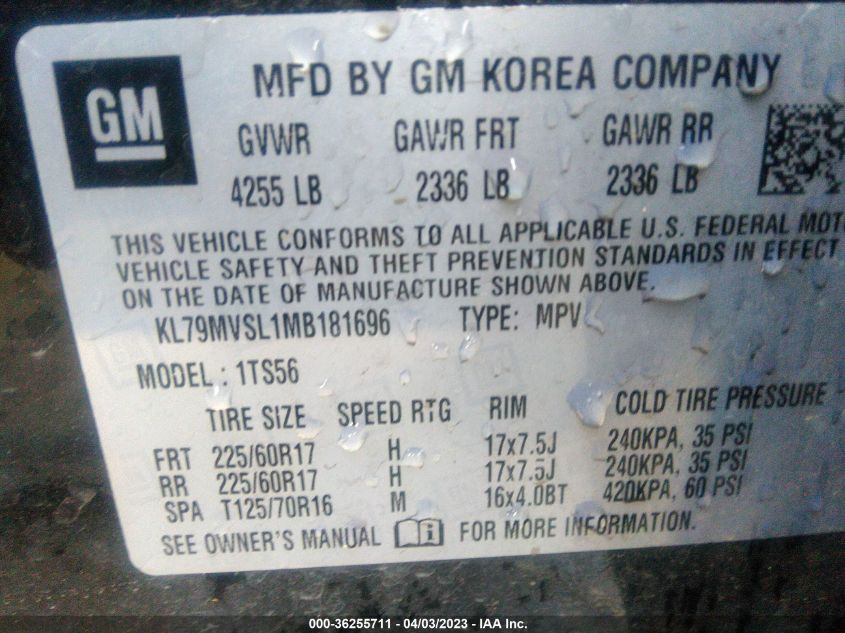 GM
MFD BY GM KOREA COMPANY
GVWR GAWR FRT GAWR RR
4255 LB 2336 LB 2336 LB
THIS VEHICLE CONFORMS TO ALL APPLICABLE U.S. FEDERAL MOT
VEHICLE SAFETY AND THEFT PREVENTION STANDARDS IN EFFECT
ON THE DATE OF MANUFACTURE SHOWN ABOVE.
KL79MVSL1MB181696 TYPE: MPV
MODEL : 1TS56
TIRE SIZE SPEED RTG RIM COLD TIRE PRESSURE
FRT 225/60R17 H 17x7.5J 240KPA, 35 PSI
RR 225/60R17 H 17x7.5J 240KPA, 35 PSI
SPA T125/70R16 M 16x4.0BT 420KPA, 60 PSI
SEE OWNER'S MANUAL i FOR MORE INFORMATION.
000-36255711 - 04/03/2023 - IAA Inc.